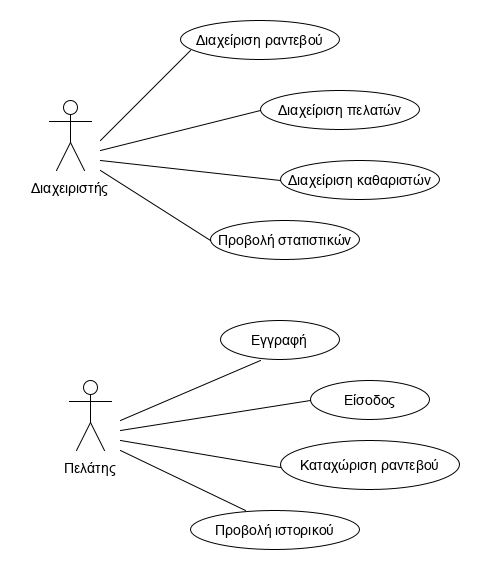 Διαχείριση ραντεβού
Διαχείριση πελατών
Διαχειριστής
Διαχείριση καθαριστών
Προβολή στατιστικών
Εγγραφή
Είσοδος
Πελάτης
Καταχώριση ραντεβού
Προβολή ιστορικού